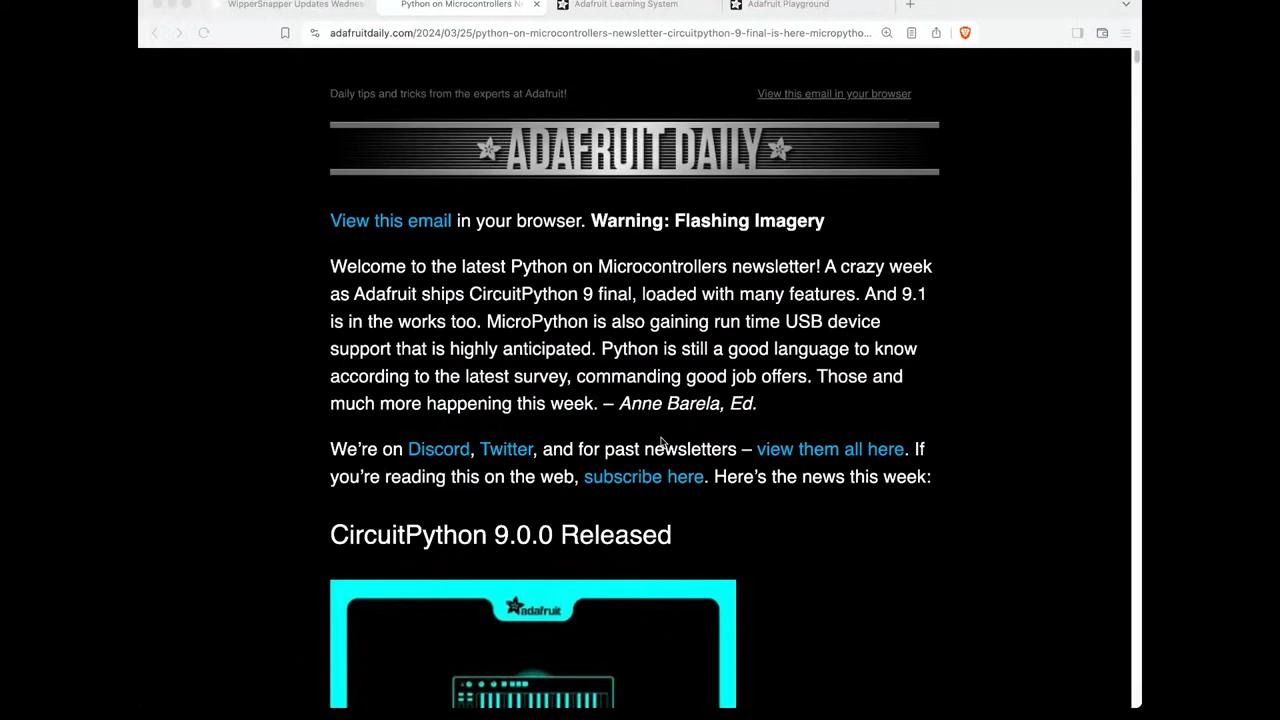 WipperSnapper Updates Wednes
Python on Microcontrollers Ne
Adafruit Learning System
Adafruit Playground
adafruitdaily.com/2024/03/25/python-on-microcontrollers-newsletter-circuitpython-9-final-is-here-micropytho...
Daily tips and tricks from the experts at Adafruit!
View this email in your browser
ADAFRUIT DAILY
View this email in your browser. Warning: Flashing Imagery
Welcome to the latest Python on Microcontrollers newsletter! A crazy week
as Adafruit ships CircuitPython 9 final, loaded with many features. And 9.1
is in the works too. MicroPython is also gaining run time USB device
support that is highly anticipated. Python is still a good language to know
according to the latest survey, commanding good job offers. Those and
much more happening this week. – Anne Barela, Ed.
We're on Discord, Twitter, and for past newsletters – view them all here. If
you're reading this on the web, subscribe here. Here's the news this week:
CircuitPython 9.0.0 Released
adafruit